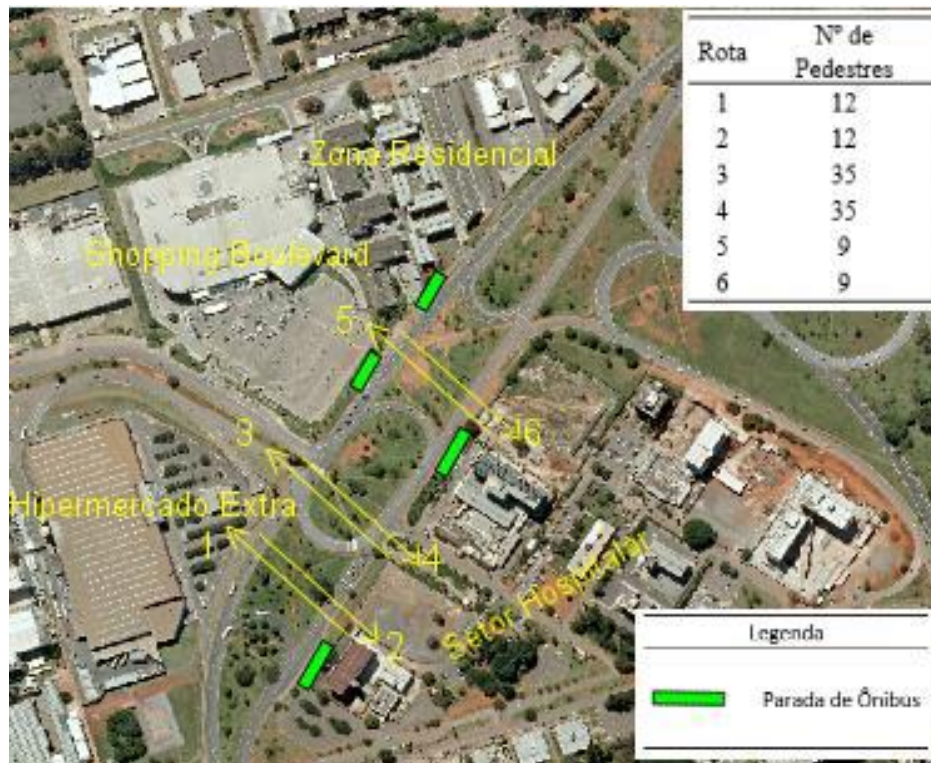 Rota Nº de Pedestres
1 12
2 12
3 35
4 35
5 9
6 9
Zona Residencial
Shopping Boulevard
5
6
3
Hipermercado Extra
1
4
2
Setor Hospitalar
Legenda
Parada de Ônibus